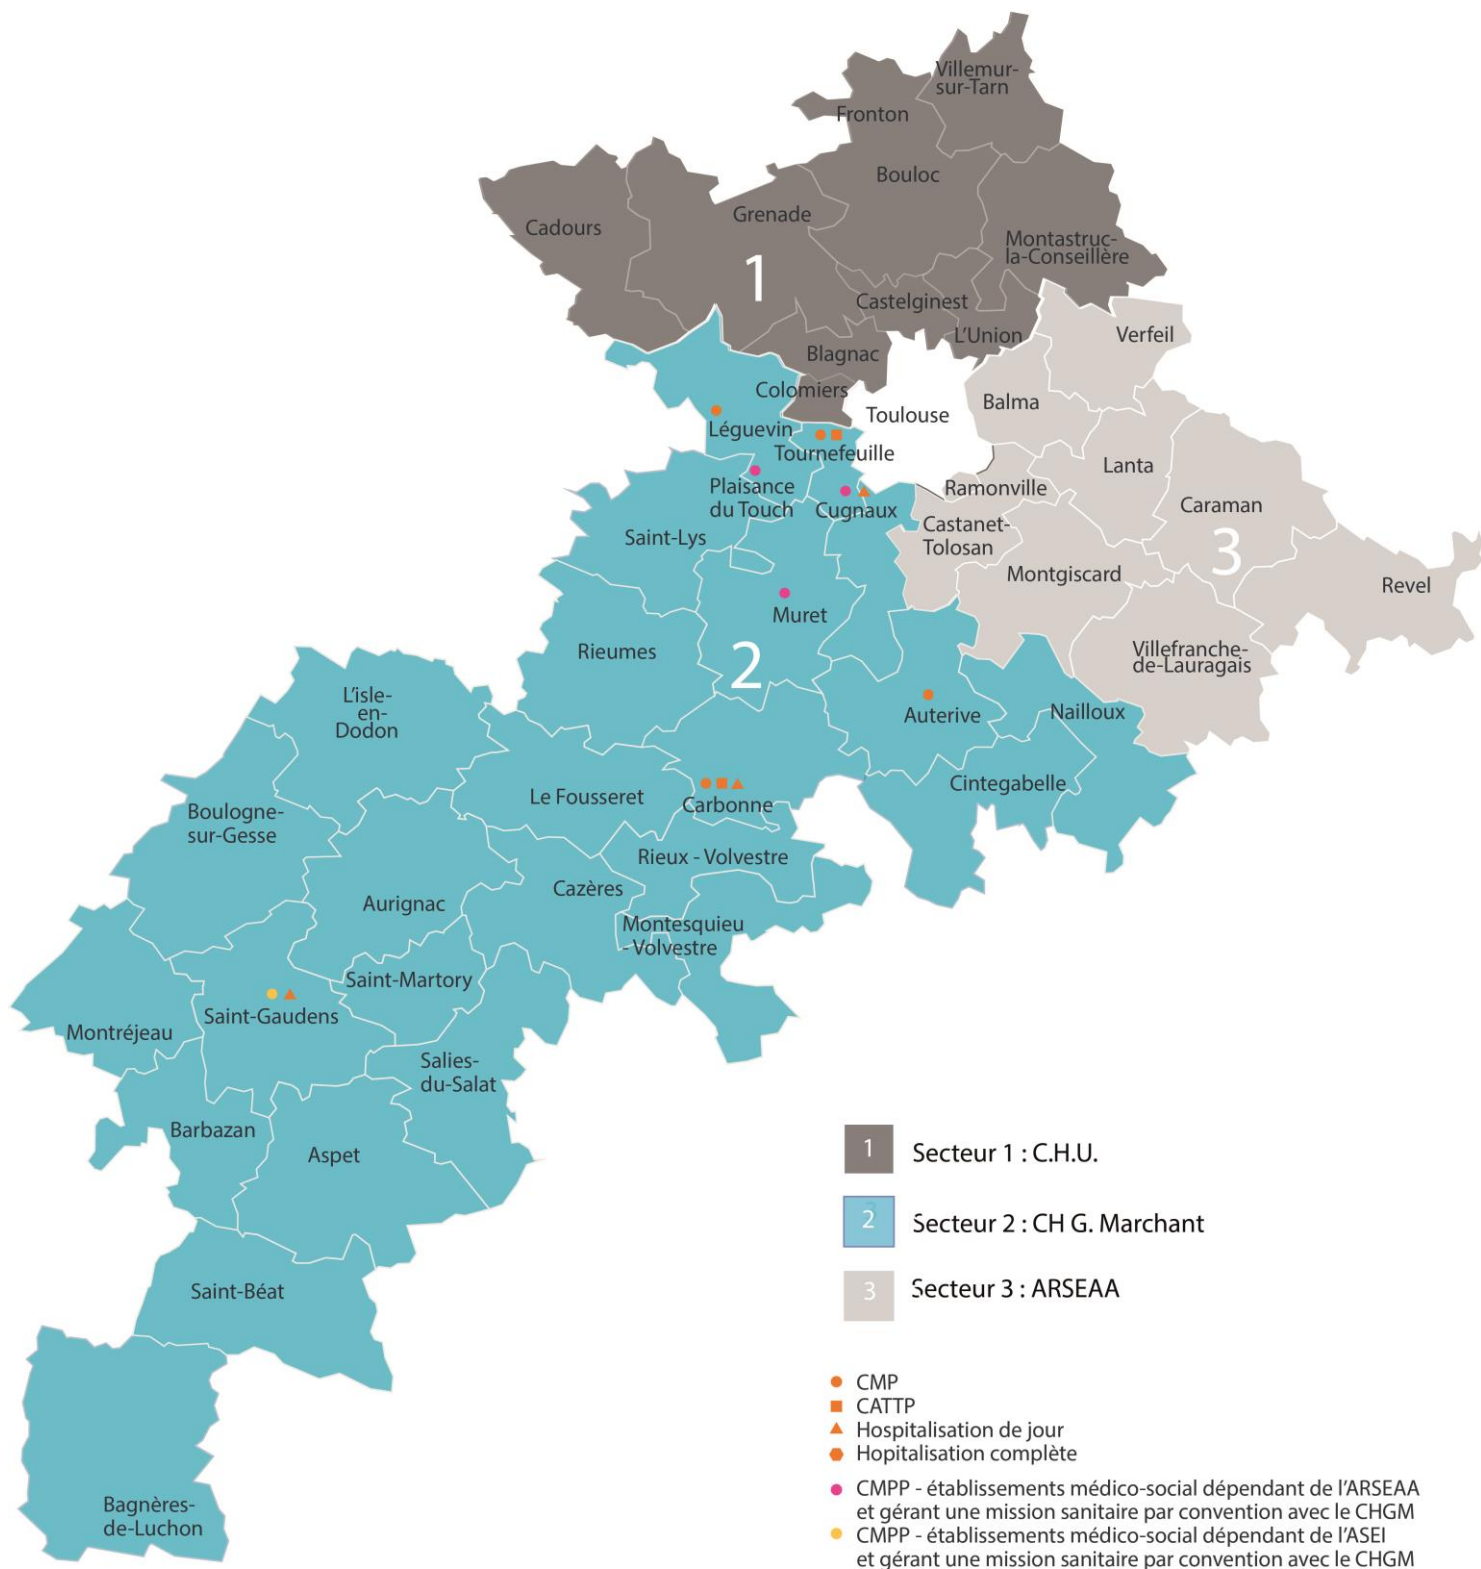 Villemur-
sur-Tarn
Fronton
Bouloc
Grenade
Cadours
Montastruc-
la-Conseillère
1
Castelginest
L'Union
Verfeil
Blagnac
Colomiers
Balma
Toulouse
Léguevin
Tournefeuille
Lanta
Plaisance
du Touch
Ramonville
Cugnaux
Caraman
Castanet-
Tolosan
Saint-Lys
3
Montgiscard
Revel
Muret
Rieumes
2
Villefranche-
de-Lauragais
L'isle-
en-
Dodon
Auterive
Nailloux
Cintegabelle
Le Fousseret
Carbonne
Boulogne-
sur-Gesse
Rieux - Volvestre
Cazères
Aurignac
Montesquieu
- Volvestre
Saint-Martory
Saint-Gaudens
Montréjeau
Salies-
du-Salat
Barbazan
Aspet
Saint-Béat
Bagnères-
de-Luchon
1 Secteur 1 : C.H.U.
2 Secteur 2 : CH G. Marchant
3 Secteur 3 : ARSEAA
CMP
CATTP
Hospitalisation de jour
Hopitalisation complète
CMPP - établissements médico-social dépendant de l'ARSEAA
et gérant une mission sanitaire par convention avec le CHGM
CMPP - établissements médico-social dépendant de l'ASEI
et gérant une mission sanitaire par convention avec le CHGM